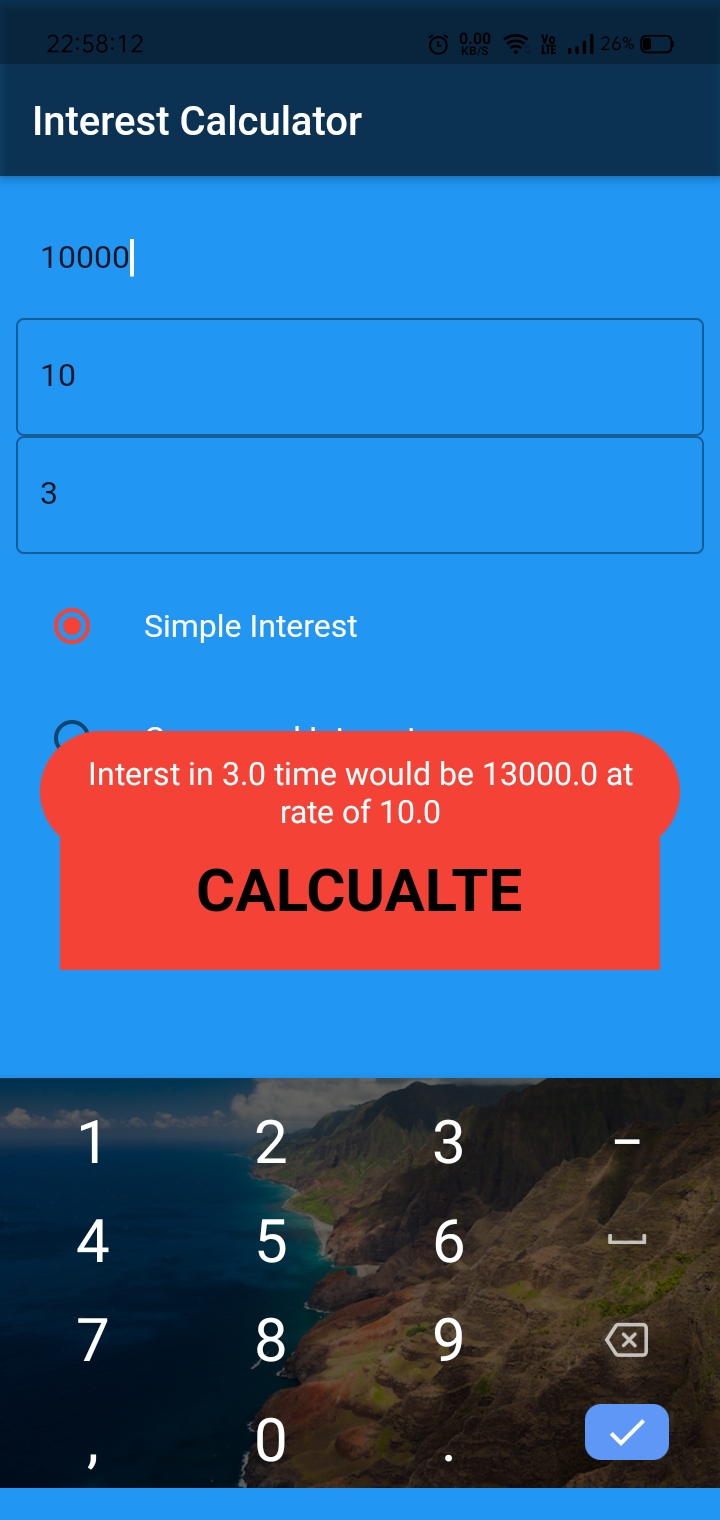 22:58:12 0.00 KB/S Vo LTE 26%
Interest Calculator
10000
10
3
Simple Interest
Interst in 3.0 time would be 13000.0 at
rate of 10.0
CALCUALTE
1 2 3 –
4 5 6
7 8 9
, 0 .